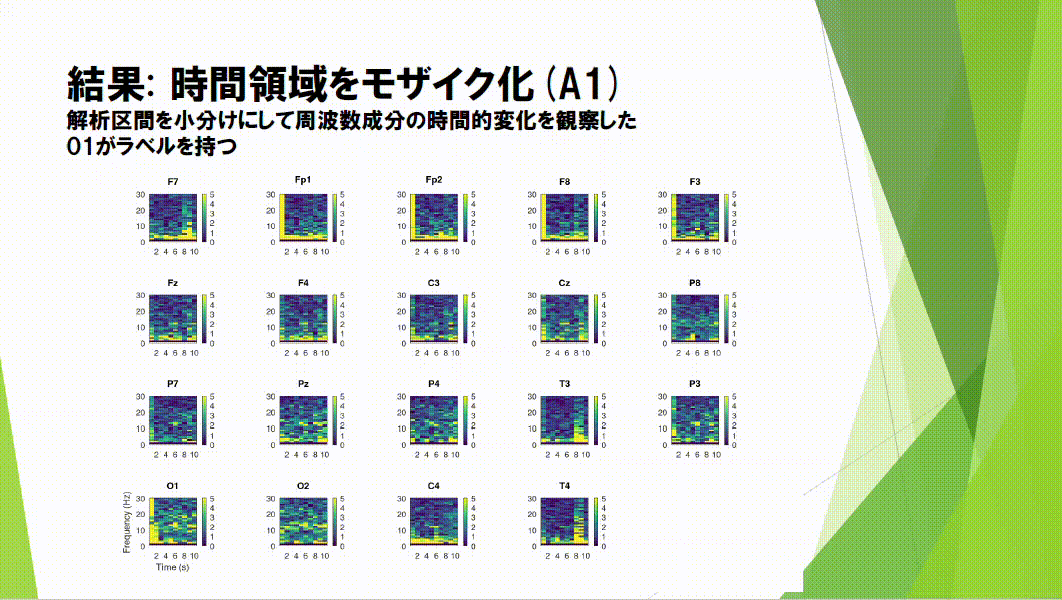 結果: 時間領域をモザイク化 (A1)
解析区間を小分けにして周波数成分の時間的変化を観察した
O1がラベルを持つ
F7 Fp1 Fp2 F8 F3
30 5 30 5 30 5 30 5 30 5
4 4 4 4 4
20 3 20 3 20 3 20 3 20 3
10 2 10 2 10 2 10 2 10 2
1 1 1 1 1
0 0 0 0 0 0 0 0 0 0
2 4 6 8 10 2 4 6 8 10 2 4 6 8 10 2 4 6 8 10 2 4 6 8 10
Fz F4 C3 Cz P8
30 5 30 5 30 5 30 5 30 5
4 4 4 4 4
20 3 20 3 20 3 20 3 20 3
10 2 10 2 10 2 10 2 10 2
1 1 1 1 1
0 0 0 0 0 0 0 0 0 0
2 4 6 8 10 2 4 6 8 10 2 4 6 8 10 2 4 6 8 10 2 4 6 8 10
P7 Pz P4 T3 P3
30 5 30 5 30 5 30 5 30 5
4 4 4 4 4
20 3 20 3 20 3 20 3 20 3
10 2 10 2 10 2 10 2 10 2
1 1 1 1 1
0 0 0 0 0 0 0 0 0 0
2 4 6 8 10 2 4 6 8 10 2 4 6 8 10 2 4 6 8 10 2 4 6 8 10
O1 O2 C4 T4
30 5 30 5 30 5 30 5
4 4 4 4
20 3 20 3 20 3 20 3
10 2 10 2 10 2 10 2
1 1 1 1
0 0 0 0 0 0 0 0
2 4 6 8 10 2 4 6 8 10 2 4 6 8 10 2 4 6 8 10
Frequency (Hz)
Time (s)